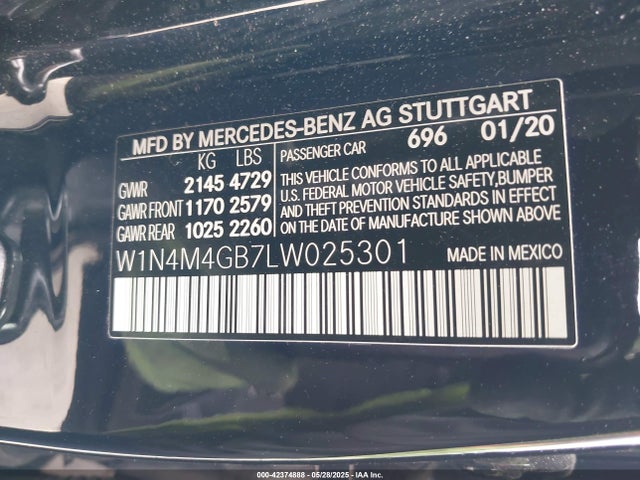 MFD BY MERCEDES-BENZ AG STUTTGART
KG LBS
PASSENGER CAR 696 01/20
GVWR 2145 4729
GAWR FRONT 1170 2579
GAWR REAR 1025 2260
THIS VEHICLE CONFORMS TO ALL APPLICABLE
U.S. FEDERAL MOTOR VEHICLE SAFETY, BUMPER
AND THEFT PREVENTION STANDARDS IN EFFECT
ON THE DATE OF MANUFACTURE SHOWN ABOVE.
W1N4M4GB7LW025301
MADE IN MEXICO
000-42374888 - 05/28/2025 - IAA Inc.